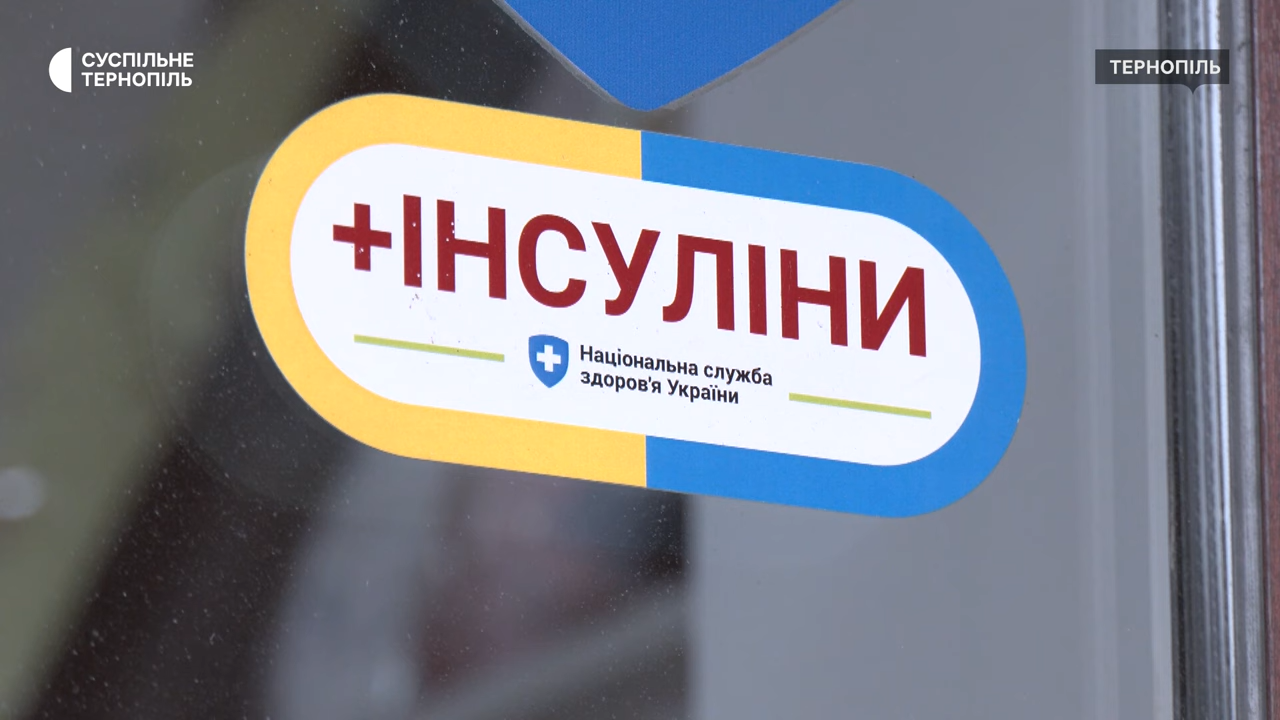 СУСПІЛЬНЕ
ТЕРНОПІЛЬ
ТЕРНОПІЛЬ
+ІНСУЛІНИ
Національна служба
здоров'я України